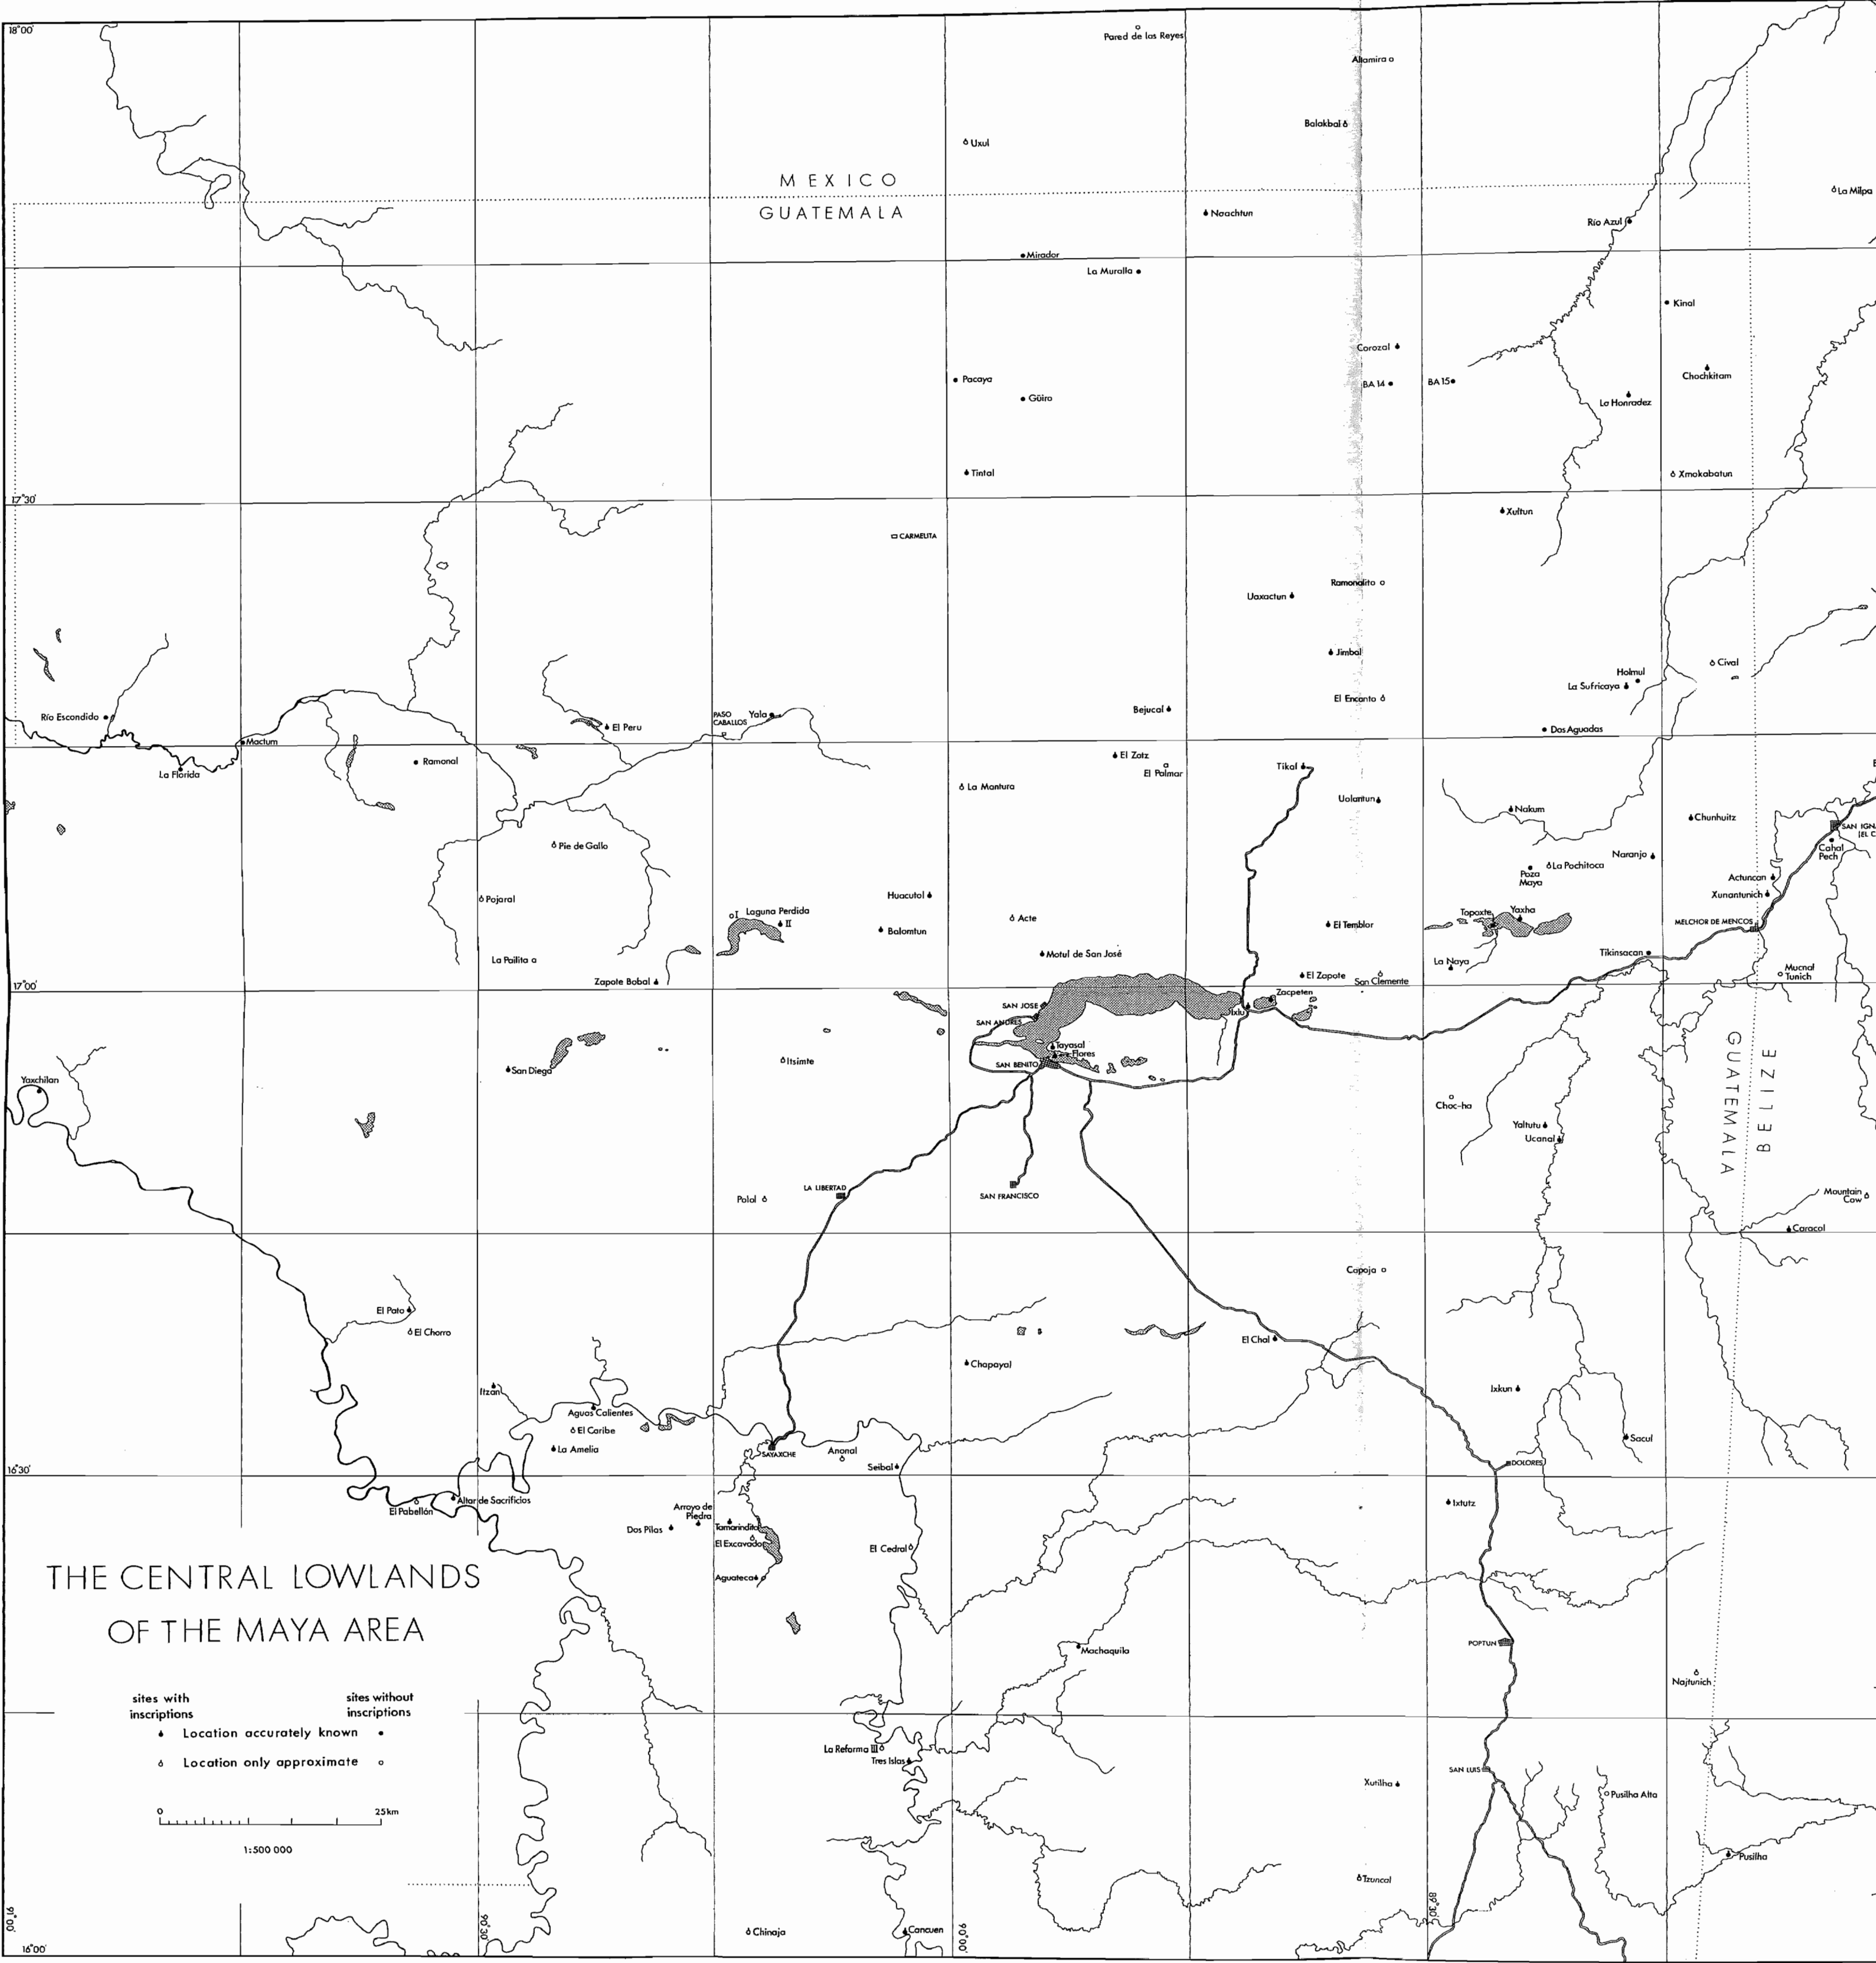 18°00'
Pared de los Reyes
Altamira
Balakbal
Uxul
MEXICO
GUATEMALA
La Milpa
Naachtun
Río Azul
Mirador
La Muralla
Kinal
Corozal
Chochkitam
Pacaya
BA 14
BA 15
Güiro
La Honradez
Tintal
Xmakabatun
17°30'
Xultun
CARMELITA
Ramonalito
Uaxactun
Jimbal
Cival
Holmul
La Sufricaya
El Encanto
Bejucal
Río Escondido
PASO
CABALLOS
Yala
El Peru
Dos Aguadas
Mactum
El Zotz
Ramonal
La Florida
El Palmar
Tikal
La Mantura
Uolantun
Nakum
Chunhuitz
SAN IGN
(EL C
Cahal
Pech
Pie de Gallo
Naranjo
La Pochitoca
Poza
Maya
Actuncan
Xunantunich
Pajaral
Huacutal
Laguna Perdida
I
II
Acte
Topoxte
Yaxha
El Temblor
MELCHOR DE MENCOS
Balamtun
Motul de San José
Tikinsacan
La Pailita
La Naya
Mucnal
Tunich
Zapote Bobal
El Zapote
San Clemente
17°00'
Zacpeten
SAN JOSE
Ixlu
SAN ANDRES
Tayasal
Flores
SAN BENITO
Itsimte
San Diego
GUATEMALA
BELIZE
Yaxchilan
Choc-ha
Yaltutu
Ucanal
LA LIBERTAD
Polol
SAN FRANCISCO
Mountain
Cow
Caracol
Capoja
El Pato
El Chorro
El Chal
Chapayal
Itzan
Ixkun
Aguas Calientes
El Caribe
La Amelia
Sacul
SAYAXCHE
Anonal
Seibal
DOLORES
16°30'
Altar de Sacrificios
El Pabellón
Ixtutz
Arroyo de
Piedra
Dos Pilas
Tamarindito
El Excavado
El Cedral
Aguateca
THE CENTRAL LOWLANDS
OF THE MAYA AREA
POPTUN
Machaquila
Najtunich
sites with
inscriptions
sites without
inscriptions
Location accurately known
Location only approximate
La Reforma III
Tres Islas
SAN LUIS
Xutilha
Pusilha Alta
0
25km
1:500 000
Pusilha
Tzuncal
Chinaja
Cancuen
91°00'
90°30'
90°00'
89°30'
16°00'